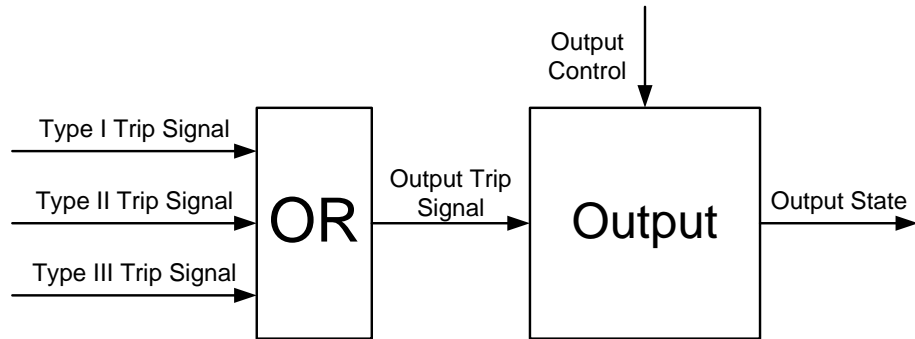 Output
Control
Type I Trip Signal
Type II Trip Signal
Type III Trip Signal
OR
Output Trip
Signal
Output
Output State